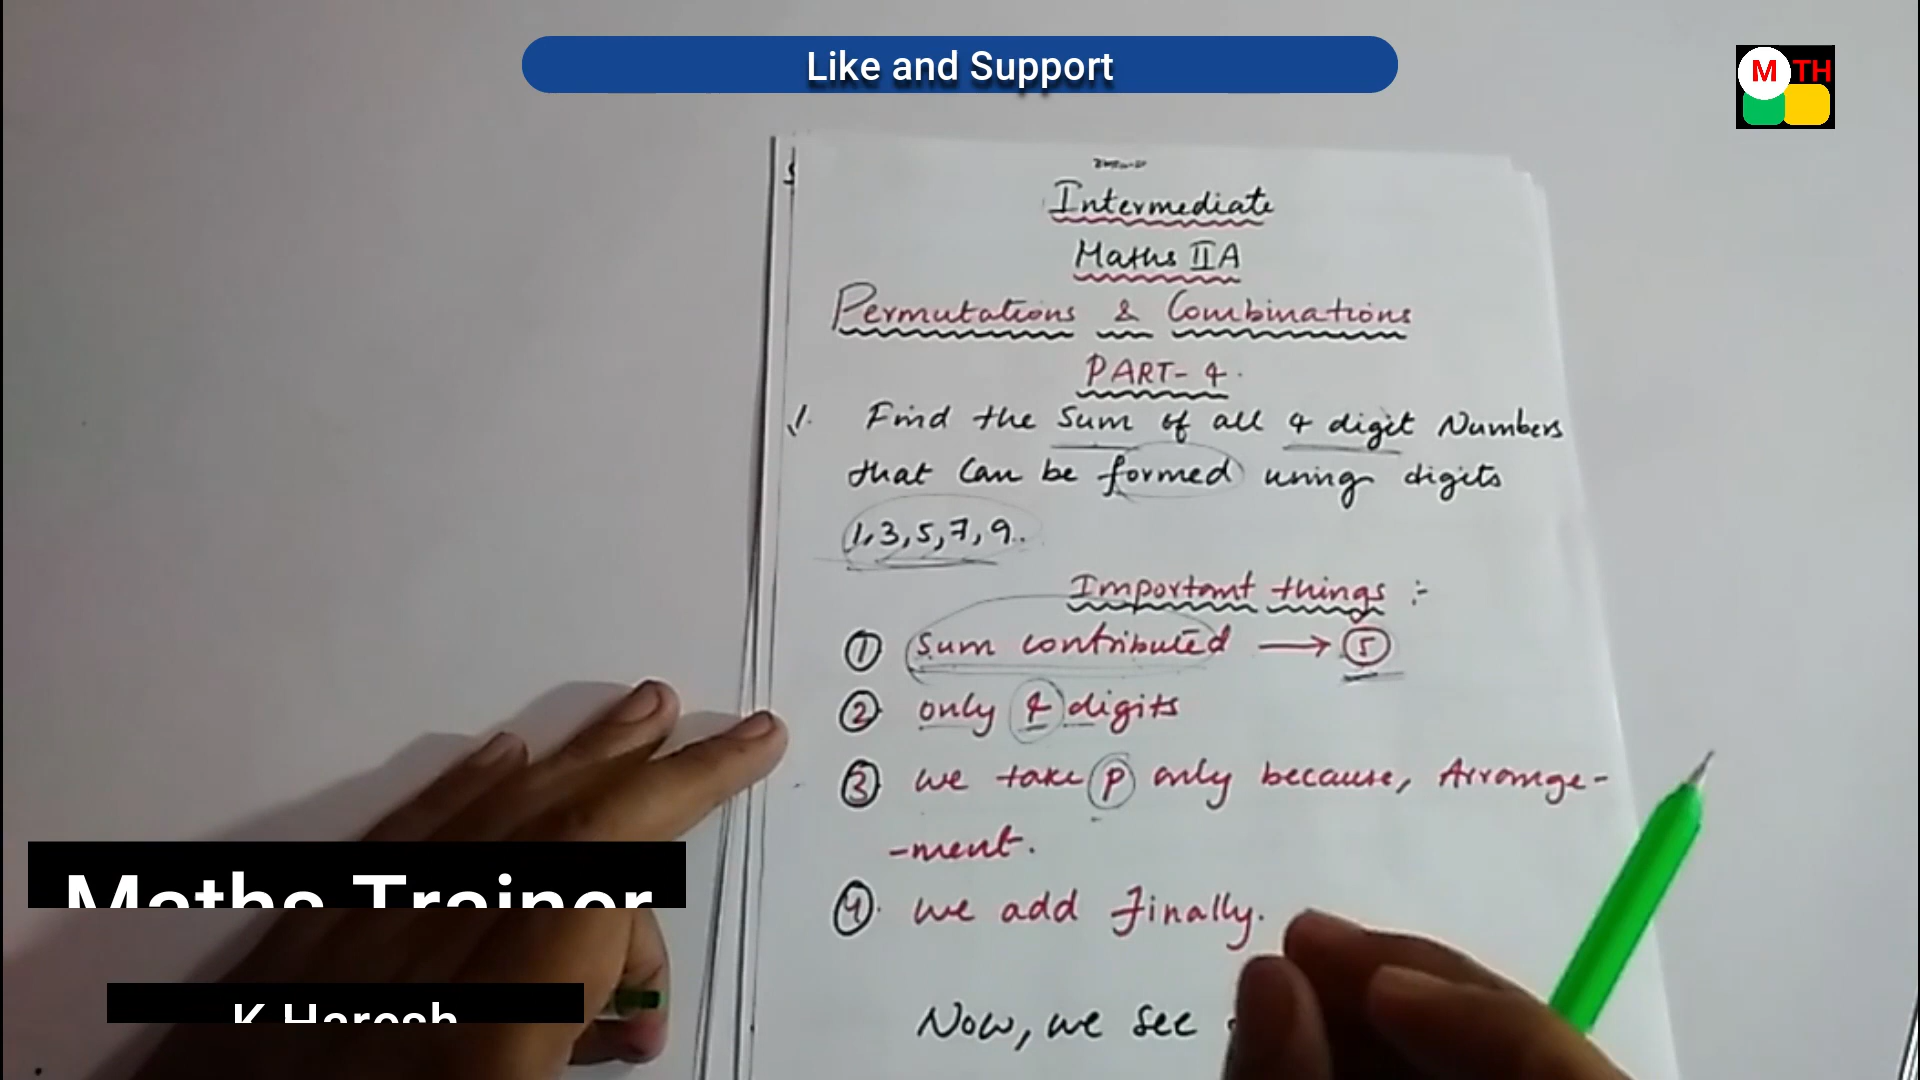 Like and Support
M TH
Intermediate
Maths IIA
Permutations & Combinations
PART-4.
1. Find the Sum of all 4 digit Numbers
that can be formed using digits
1,3,5,7,9.
Important things :-
① Sum contributed → ⑤
② only 4 digits
③ we take P only because, Arrange-
-ment.
④. we add Finally.
Maths Trainer
K Haresh
Now, we see